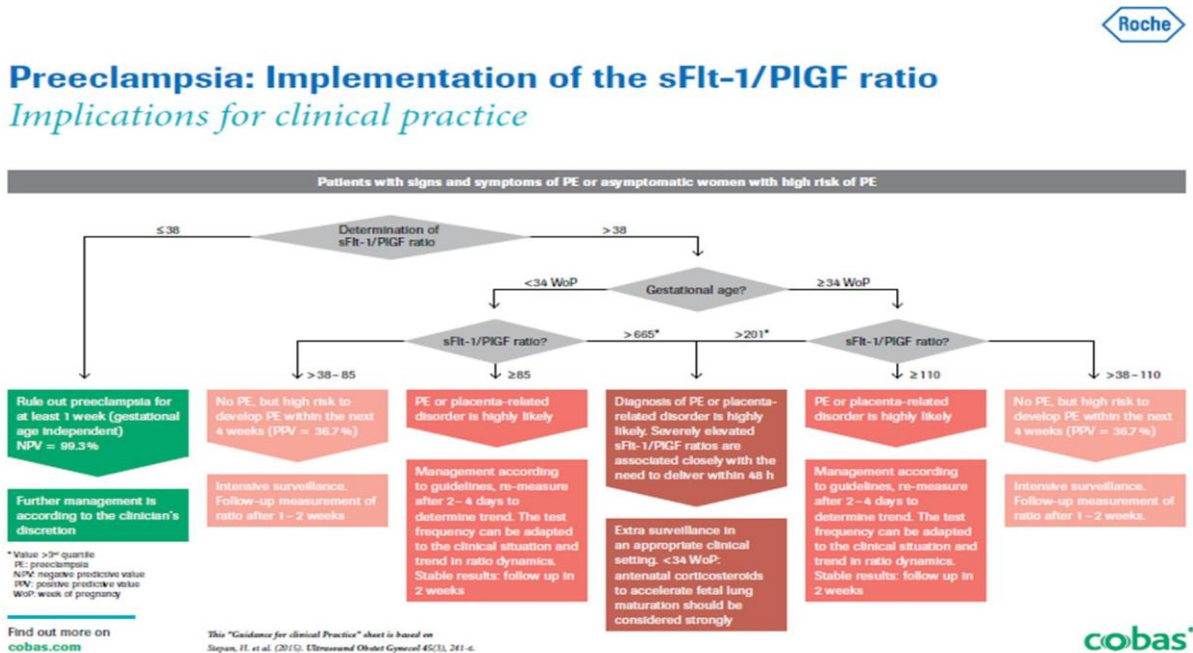 Roche
Preeclampsia: Implementation of the sFlt-1/PlGF ratio
Implications for clinical practice
Patients with signs and symptoms of PE or asymptomatic women with high risk of PE
≤38
Determination of
sFlt-1/PlGF ratio
>38
<34 WoP
Gestational age?
≥34 WoP
sFlt-1/PlGF ratio?
>665*
>201*
sFlt-1/PlGF ratio?
>38–85
≥85
≥110
>38–110
Rule out preeclampsia for
at least 1 week (gestational
age independent)
NPV = 99.3%
Further management is
according to the clinician's
discretion
No PE, but high risk to
develop PE within the next
4 weeks (PPV = 36.7%)
Intensive surveillance.
Follow-up measurement of
ratio after 1–2 weeks
PE or placenta-related
disorder is highly likely
Management according
to guidelines, re-measure
after 2–4 days to
determine trend. The test
frequency can be adapted
to the clinical situation and
trend in ratio dynamics.
Stable results: follow up in
2 weeks
Diagnosis of PE or placenta-
related disorder is highly
likely. Severely elevated
sFlt-1/PlGF ratios are
associated closely with the
need to deliver within 48 h
Extra surveillance in
an appropriate clinical
setting. <34 WoP:
antenatal corticosteroids
to accelerate fetal lung
maturation should be
considered strongly
PE or placenta-related
disorder is highly likely
Management according
to guidelines, re-measure
after 2–4 days to
determine trend. The test
frequency can be adapted
to the clinical situation and
trend in ratio dynamics.
Stable results: follow up in
2 weeks
No PE, but high risk to
develop PE within the next
4 weeks (PPV = 36.7%)
Intensive surveillance.
Follow-up measurement of
ratio after 1–2 weeks.
* Value >3rd quartile
PE: preeclampsia
NPV: negative predictive value
PPV: positive predictive value
WoP: week of pregnancy
Find out more on
cobas.com
This "Guidance for clinical Practice" sheet is based on
Stepan, H. et al. (2015). Ultrasound Obstet Gynecol 45(3), 241-6.
cobas®